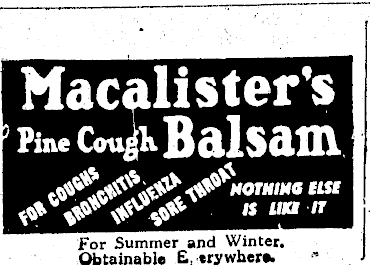 Macalister's
Pine Cough Balsam
FOR COUGHS
BRONCHITIS,
INFLUENZA
SORE THROAT
NOTHING ELSE
IS LIKE IT
For Summer and Winter.
Obtainable E.erywhere.